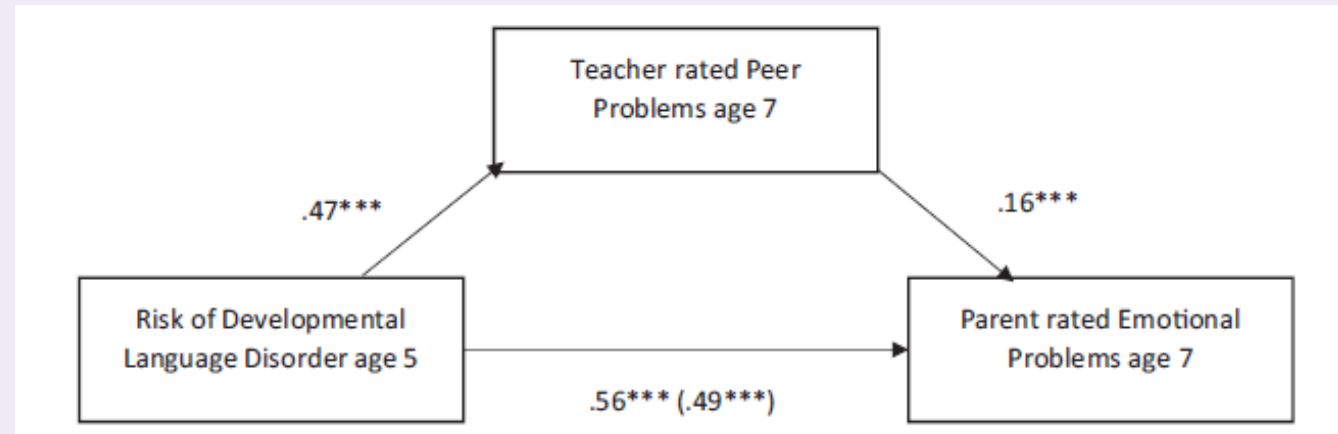 Teacher rated Peer
Problems age 7
.47***
.16***
Risk of Developmental
Language Disorder age 5
Parent rated Emotional
Problems age 7
.56*** (.49***)